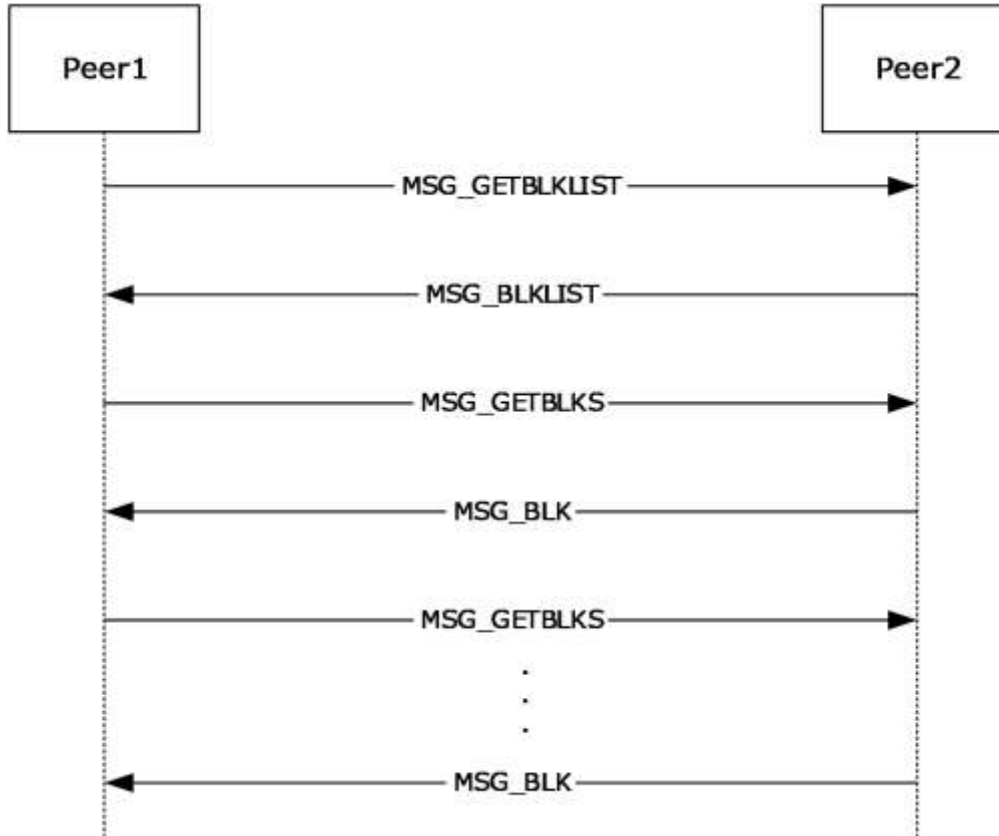 Peer1
Peer2
MSG_GETBLKLIST
MSG_BLKLIST
MSG_GETBLKS
MSG_BLK
MSG_GETBLKS
.
.
.
MSG_BLK